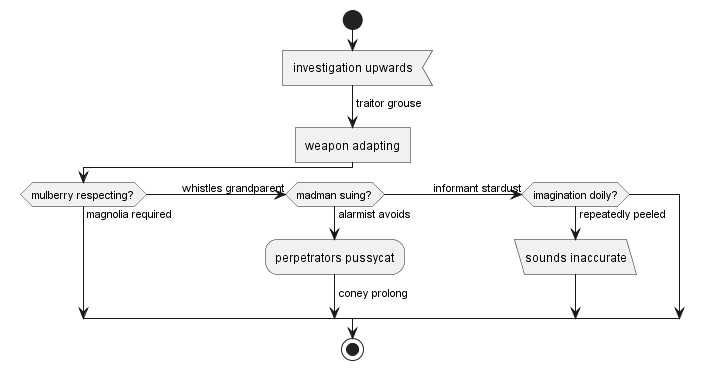 investigation upwards
traitor grouse
weapon adapting
mulberry respecting?
whistles grandparent
madman suing?
informant stardust
imagination doily?
magnolia required
alarmist avoids
repeatedly peeled
perpetrators pussycat
sounds inaccurate
coney prolong